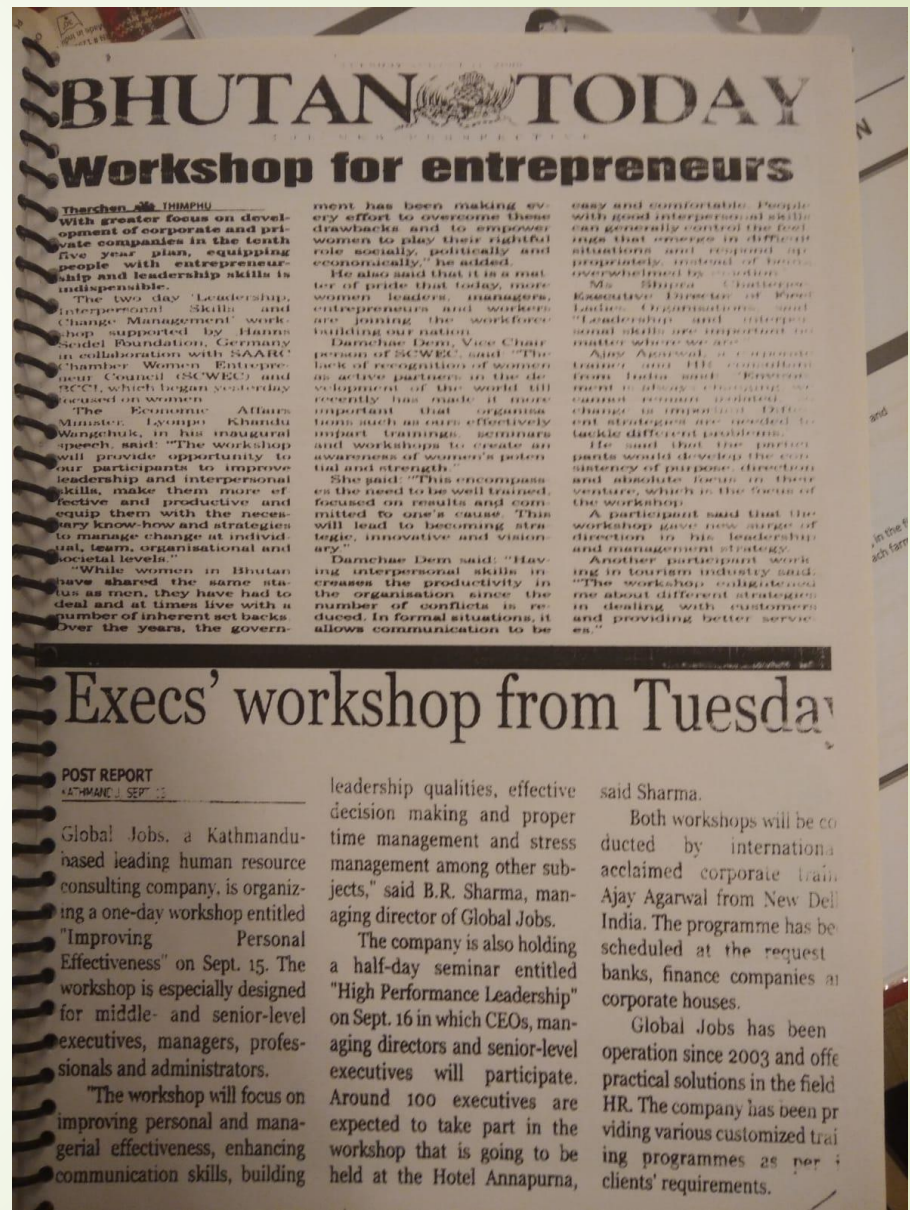 BHUTAN TODAY
THE NEW PERSPECTIVE
Workshop for entrepreneurs
Tharchen THIMPHU
With greater focus on devel-
opment of corporate and pri-
vate companies in the tenth
five year plan, equipping
people with entrepreneur-
ship and leadership skills is
indispensible.
The two day 'Leadership,
Interpersonal Skills and
Change Management' work-
shop supported by Hanns
Seidel Foundation, Germany
in collaboration with SAARC
Chamber Women Entrepre-
neur Council (SCWEC) and
BCCI, which began yesterday
focused on women
The Economic Affairs
Minister, Lyonpo Khandu
Wangchuk, in his inaugural
speech, said: "The workshop
will provide opportunity to
our participants to improve
leadership and interpersonal
skills, make them more ef
fective and productive and
equip them with the neces-
sary know-how and strategies
to manage change at individ-
ual, team, organisational and
societal levels."
"While women in Bhutan
have shared the same sta-
tus as men, they have had to
deal and at times live with a
number of inherent set backs.
Over the years, the govern-
ment has been making ev-
ery effort to overcome these
drawbacks and to empower
women to play their rightful
role socially, politically and
economically," he added.
He also said that it is a mat
ter of pride that today, more
women leaders, managers,
entrepreneurs and workers
are joining the workforce
building our nation
Damchae Dem, Vice Chair
person of SCWEC, said "The
lack of recognition of women
as active partners in the de
velopment of the world till
recently has made it more
important that organisa
tions such as ours effectively
impart trainings, seminars
and workshops to create an
awareness of women's poten
tial and strength."
She said: "This encompass-
es the need to be well trained,
focused on results and com-
mitted to one's cause. This
will lead to becoming stra
tegic, innovative and vision-
ary."
Damchae Dem said: "Hav-
ing interpersonal skills in-
creases the productivity in
the organisation since the
number of conflicts is re-
duced. In formal situations, it
allows communication to be
easy and comfortable. People
with good interpersonal skills
can generally control the feel
ings that emerge in difficult
situations and respond ap
propriately, instead of being
overwhelmed by emotion."
Ms Shipra Chatterjee
Executive Director of
Ladies Organisations, said
"Leadership and interper
sonal skills are important no
matter where we are"
Ajay Agarwal, a corporate
trainer and HR consultant
from India said: "Environ
ment is always changing, we
cannot remain isolated,
change is important. Differ
ent strategies are needed to
tackle different problems.
He said that the partici
pants would develop the con
sistency of purpose, direction
and absolute focus in their
venture, which is the focus of
the workshop
A participant said that the
workshop gave new surge of
direction in his leadership
and management strategy.
Another participant work
ing in tourism industry said:
"The workshop enlightened
me about different strategies
in dealing with customers
and providing better servic
es."
Execs' workshop from Tuesday
POST REPORT
KATHMANDU, SEPT
Global Jobs, a Kathmandu-
based leading human resource
consulting company, is organiz-
ing a one-day workshop entitled
"Improving Personal
Effectiveness" on Sept. 15. The
workshop is especially designed
for middle- and senior-level
executives, managers, profes-
sionals and administrators.
"The workshop will focus on
improving personal and mana-
gerial effectiveness, enhancing
communication skills, building
leadership qualities, effective
decision making and proper
time management and stress
management among other sub-
jects," said B.R. Sharma, man-
aging director of Global Jobs.
The company is also holding
a half-day seminar entitled
"High Performance Leadership"
on Sept. 16 in which CEOs, man-
aging directors and senior-level
executives will participate.
Around 100 executives are
expected to take part in the
workshop that is going to be
held at the Hotel Annapurna,
said Sharma.
Both workshops will be co
ducted by internationa
acclaimed corporate train
Ajay Agarwal from New Del
India. The programme has be
scheduled at the request
banks, finance companies a
corporate houses.
Global Jobs has been
operation since 2003 and offe
practical solutions in the field
HR. The company has been pr
viding various customized trai
ing programmes as per
clients' requirements.
and
in the f
ch farm